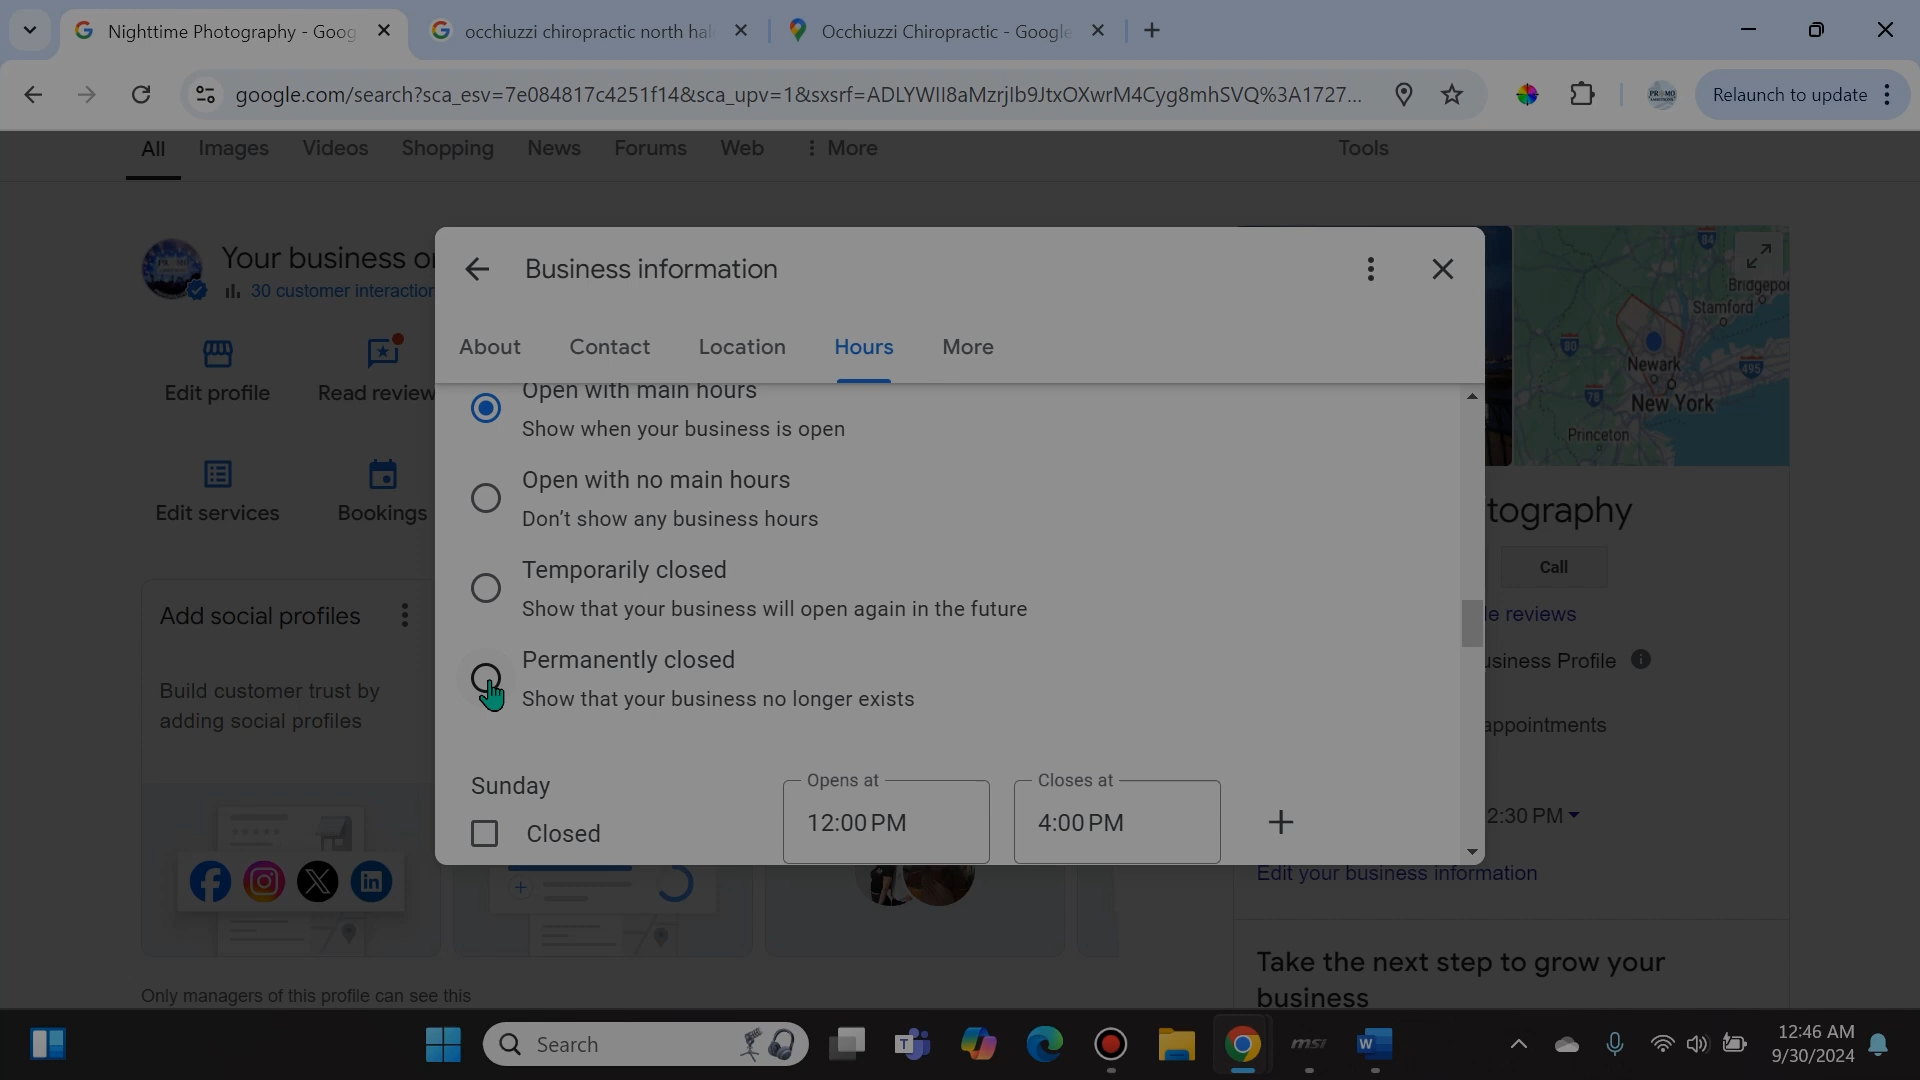 Nighttime Photography - Goog
occhiuzzi chiropractic north hal
Occhiuzzi Chiropractic - Google
google.com/search?sca_esv=7e084817c4251f14&sca_upv=1&sxsrf=ADLYWII8aMzrjIb9JtxOXwrM4Cyg8mhSVQ%3A1727...
Relaunch to update
All Images Videos Shopping News Forums Web More Tools
Your business o
30 customer interaction
Edit profile
Read review
Edit services
Bookings
Add social profiles
Build customer trust by
adding social profiles
Only managers of this profile can see this
Business information
About Contact Location Hours More
Open with main hours
Show when your business is open
Open with no main hours
Don't show any business hours
Temporarily closed
Show that your business will open again in the future
Permanently closed
Show that your business no longer exists
Sunday
Closed
Opens at
12:00 PM
Closes at
4:00 PM
84
Bridgepo
Stamford
80
Newark
495
78
New York
Princeton
tography
Call
le reviews
usiness Profile
appointments
2:30 PM
Edit your business information
Take the next step to grow your
business
Search
msi
12:46 AM
9/30/2024